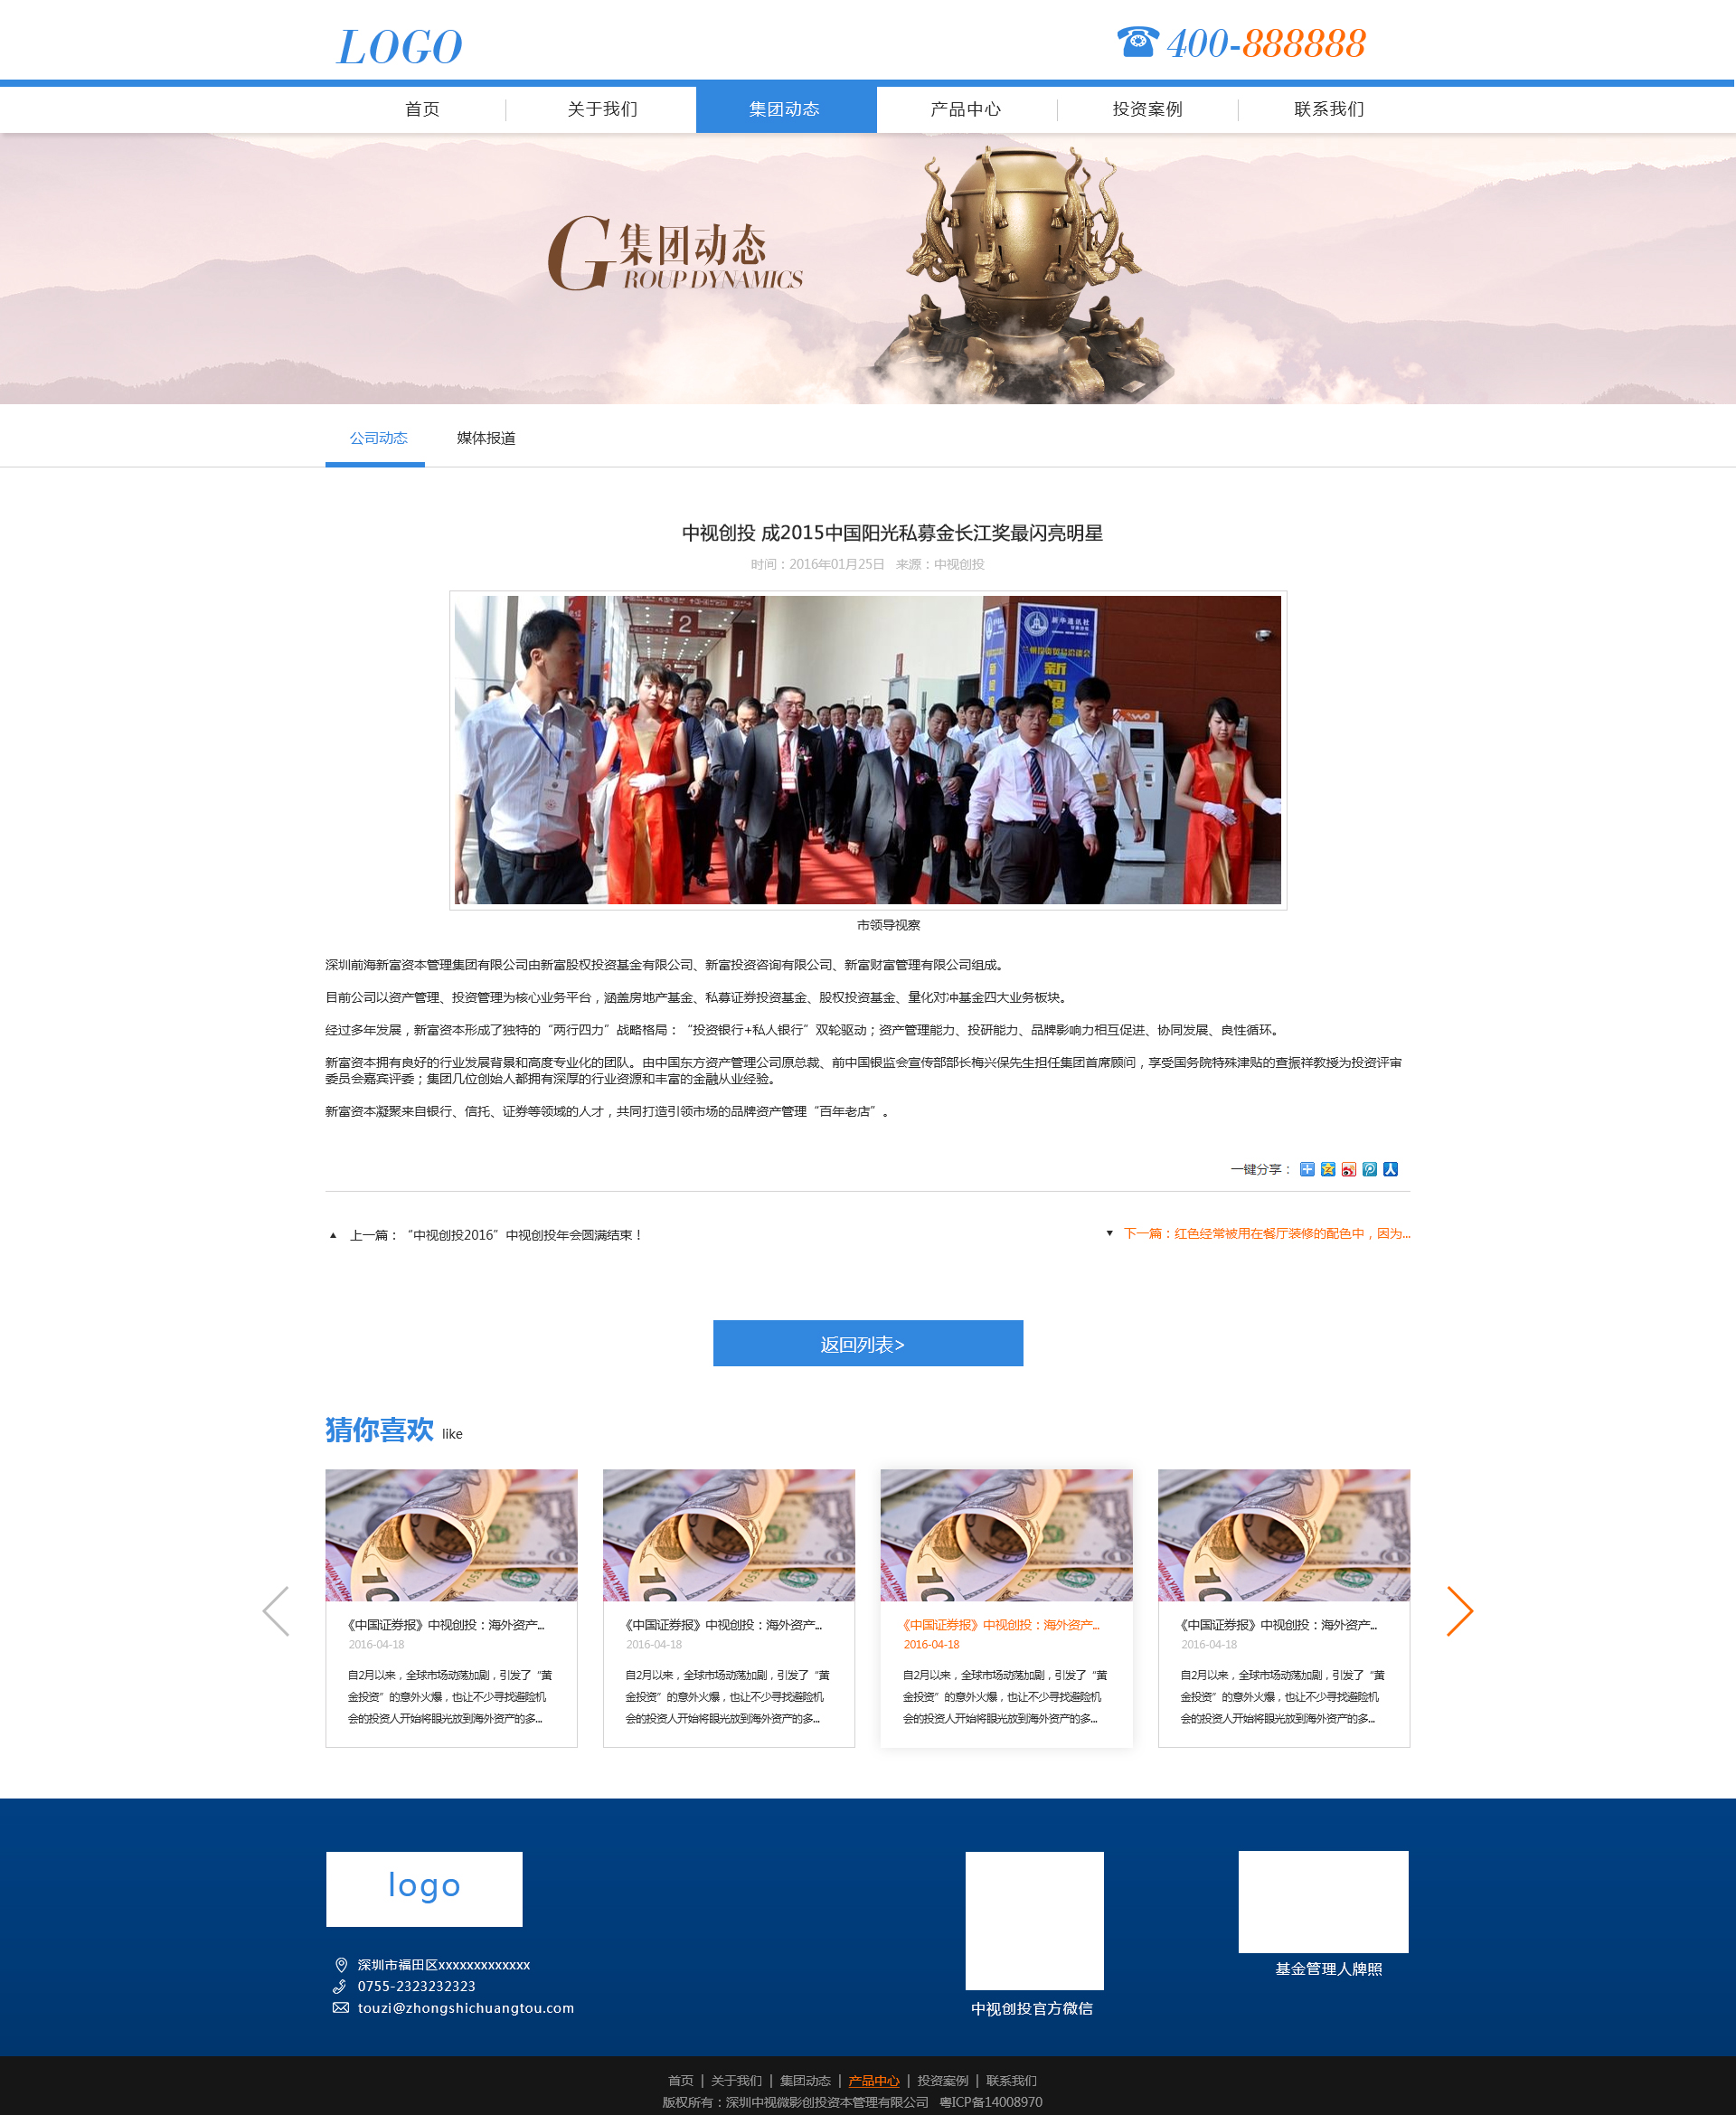 LOGO
400-888888
首页
关于我们
集团动态
产品中心
投资案例
联系我们
G集团动态
ROUP DYNAMICS
公司动态
媒体报道
中视创投 成2015中国阳光私募金长江奖最闪亮明星
时间：2016年01月25日 来源：中视创投
2
新华通讯社
市领导视察
深圳前海新富资本管理集团有限公司由新富股权投资基金有限公司、新富投资咨询有限公司、新富财富管理有限公司组成。
目前公司以资产管理、投资管理为核心业务平台，涵盖房地产基金、私募证券投资基金、股权投资基金、量化对冲基金四大业务板块。
经过多年发展，新富资本形成了独特的“两行四力”战略格局：“投资银行+私人银行”双轮驱动；资产管理能力、投研能力、品牌影响力相互促进、协同发展、良性循环。
新富资本拥有良好的行业发展背景和高度专业化的团队。由中国东方资产管理公司原总裁、前中国银监会宣传部部长梅兴保先生担任集团首席顾问，享受国务院特殊津贴的查振祥教授为投资评审
委员会嘉宾评委；集团几位创始人都拥有深厚的行业资源和丰富的金融从业经验。
新富资本凝聚来自银行、信托、证券等领域的人才，共同打造引领市场的品牌资产管理“百年老店”。
一键分享：
上一篇：“中视创投2016”中视创投年会圆满结束！
下一篇：红色经常被用在餐厅装修的配色中，因为...
返回列表>
猜你喜欢 like
《中国证券报》中视创投：海外资产...
2016-04-18
自2月以来，全球市场动荡加剧，引发了“黄
金投资”的意外火爆，也让不少寻找避险机
会的投资人开始将眼光放到海外资产的多...
《中国证券报》中视创投：海外资产...
2016-04-18
自2月以来，全球市场动荡加剧，引发了“黄
金投资”的意外火爆，也让不少寻找避险机
会的投资人开始将眼光放到海外资产的多...
《中国证券报》中视创投：海外资产...
2016-04-18
自2月以来，全球市场动荡加剧，引发了“黄
金投资”的意外火爆，也让不少寻找避险机
会的投资人开始将眼光放到海外资产的多...
《中国证券报》中视创投：海外资产...
2016-04-18
自2月以来，全球市场动荡加剧，引发了“黄
金投资”的意外火爆，也让不少寻找避险机
会的投资人开始将眼光放到海外资产的多...
logo
深圳市福田区xxxxxxxxxxxxx
0755-2323232323
touzi@zhongshichuangtou.com
中视创投官方微信
基金管理人牌照
首页 | 关于我们 | 集团动态 | 产品中心 | 投资案例 | 联系我们
版权所有：深圳中视微影创投资本管理有限公司 粤ICP备14008970